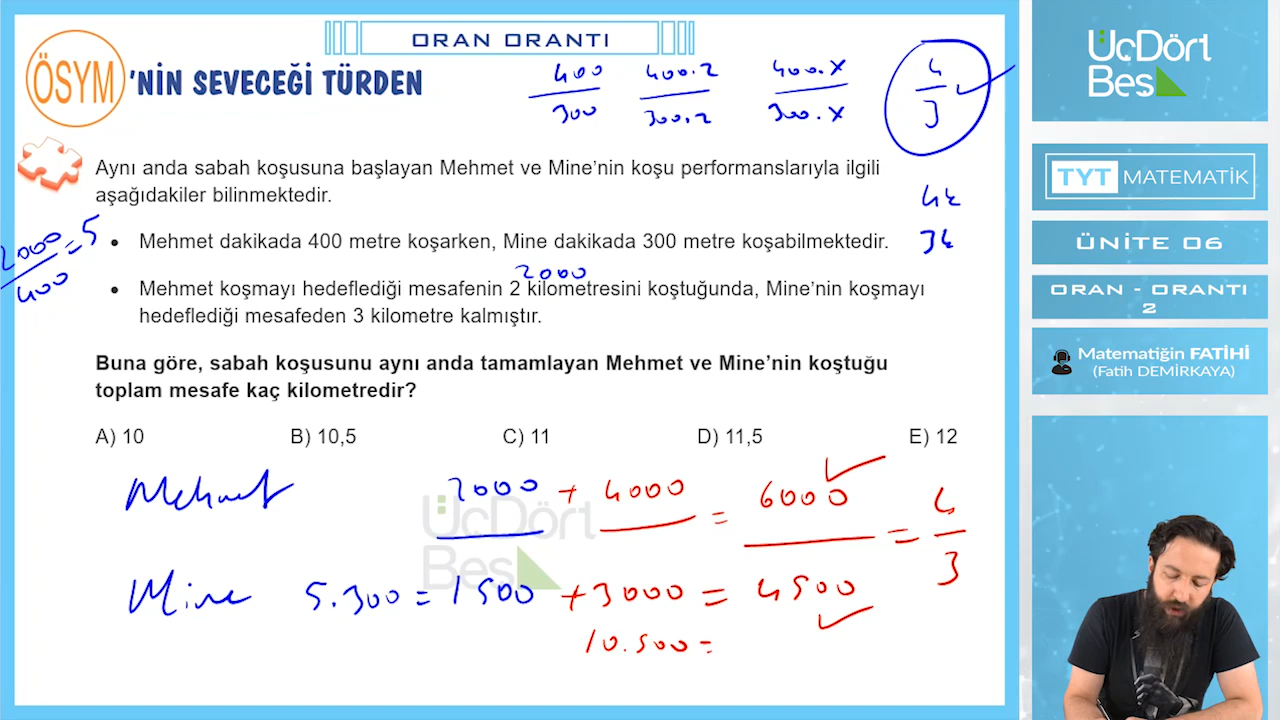 ORAN ORANTI
ÖSYM'NİN SEVECEĞİ TÜRDEN
400/300 400.2/300.2 400.x/300.x 4/3
Aynı anda sabah koşusuna başlayan Mehmet ve Mine'nin koşu performanslarıyla ilgili
aşağıdakiler bilinmektedir.
4k
3k
2000/400 = 5
• Mehmet dakikada 400 metre koşarken, Mine dakikada 300 metre koşabilmektedir.
2000
• Mehmet koşmayı hedeflediği mesafenin 2 kilometresini koştuğunda, Mine'nin koşmayı
hedeflediği mesafeden 3 kilometre kalmıştır.
Buna göre, sabah koşusunu aynı anda tamamlayan Mehmet ve Mine'nin koştuğu
toplam mesafe kaç kilometredir?
A) 10 B) 10,5 C) 11 D) 11,5 E) 12
Mehmet 2000 + 4000 = 6000
= 4/3
Mine 5.300 = 1500 + 3000 = 4500
10.500 =
ÜçDört
Beş
ÜçDört
Beş
TYT MATEMATİK
ÜNİTE 06
ORAN - ORANTI
2
Matematiğin FATİHİ
(Fatih DEMİRKAYA)